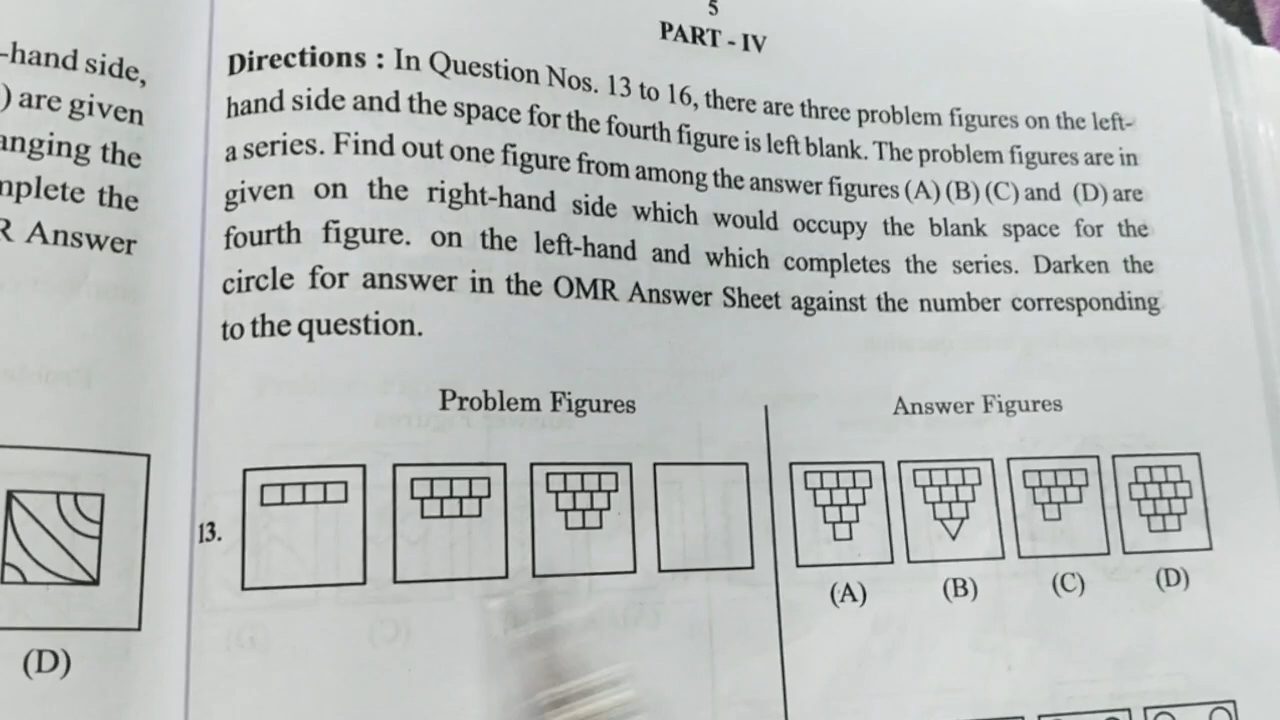 5
PART - IV
-hand side,
) are given
anging the
mplete the
R Answer
(D)
Directions : In Question Nos. 13 to 16, there are three problem figures on the left-
hand side and the space for the fourth figure is left blank. The problem figures are in
a series. Find out one figure from among the answer figures (A) (B) (C) and (D) are
given on the right-hand side which would occupy the blank space for the
fourth figure. on the left-hand and which completes the series. Darken the
circle for answer in the OMR Answer Sheet against the number corresponding
to the question.
Problem Figures
Answer Figures
13.
(A) (B) (C) (D)